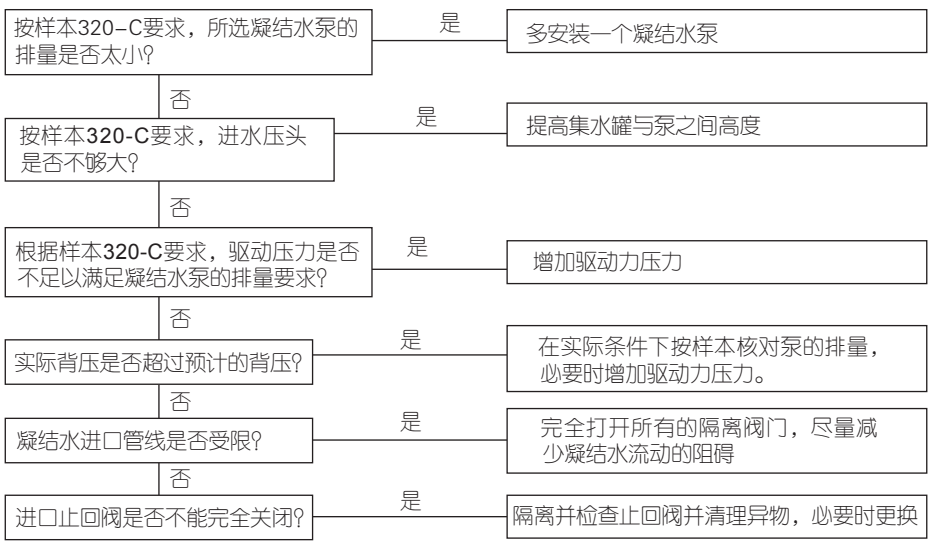 按样本320–C要求，所选凝结水泵的
排量是否太小?
是
多安装一个凝结水泵
否
按样本320-C要求，进水压头
是否不够大?
是
提高集水罐与泵之间高度
否
根据样本320-C要求，驱动压力是否
不足以满足凝结水泵的排量要求?
是
增加驱动力压力
否
实际背压是否超过预计的背压?
是
在实际条件下按样本核对泵的排量，
必要时增加驱动力压力。
否
凝结水进口管线是否受限?
是
完全打开所有的隔离阀门，尽量减
少凝结水流动的阻碍
否
进口止回阀是否不能完全关闭?
是
隔离并检查止回阀并清理异物，必要时更换